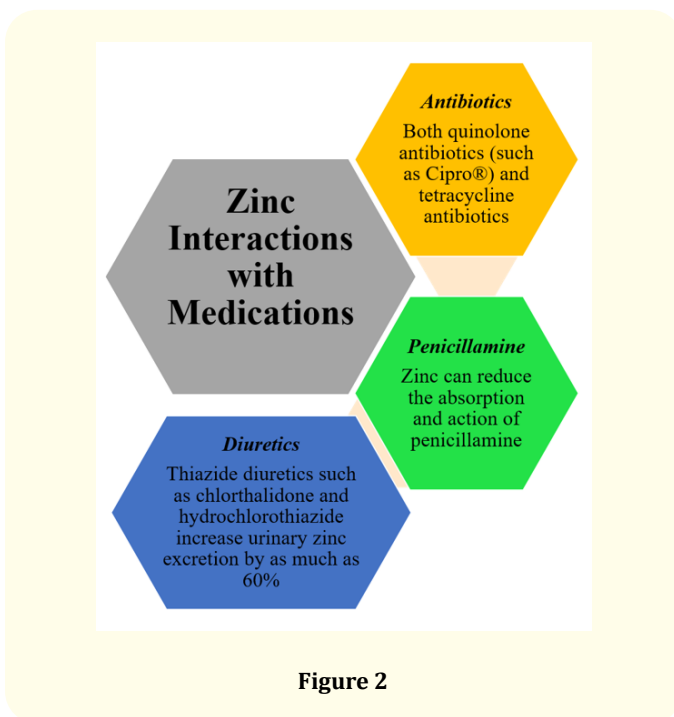 Zinc
Interactions
with
Medications
Antibiotics
Both quinolone
antibiotics (such
as Cipro®) and
tetracycline
antibiotics
Penicillamine
Zinc can reduce
the absorption
and action of
penicillamine
Diuretics
Thiazide diuretics such
as chlorthalidone and
hydrochlorothiazide
increase urinary zinc
excretion by as much as
60%
Figure 2